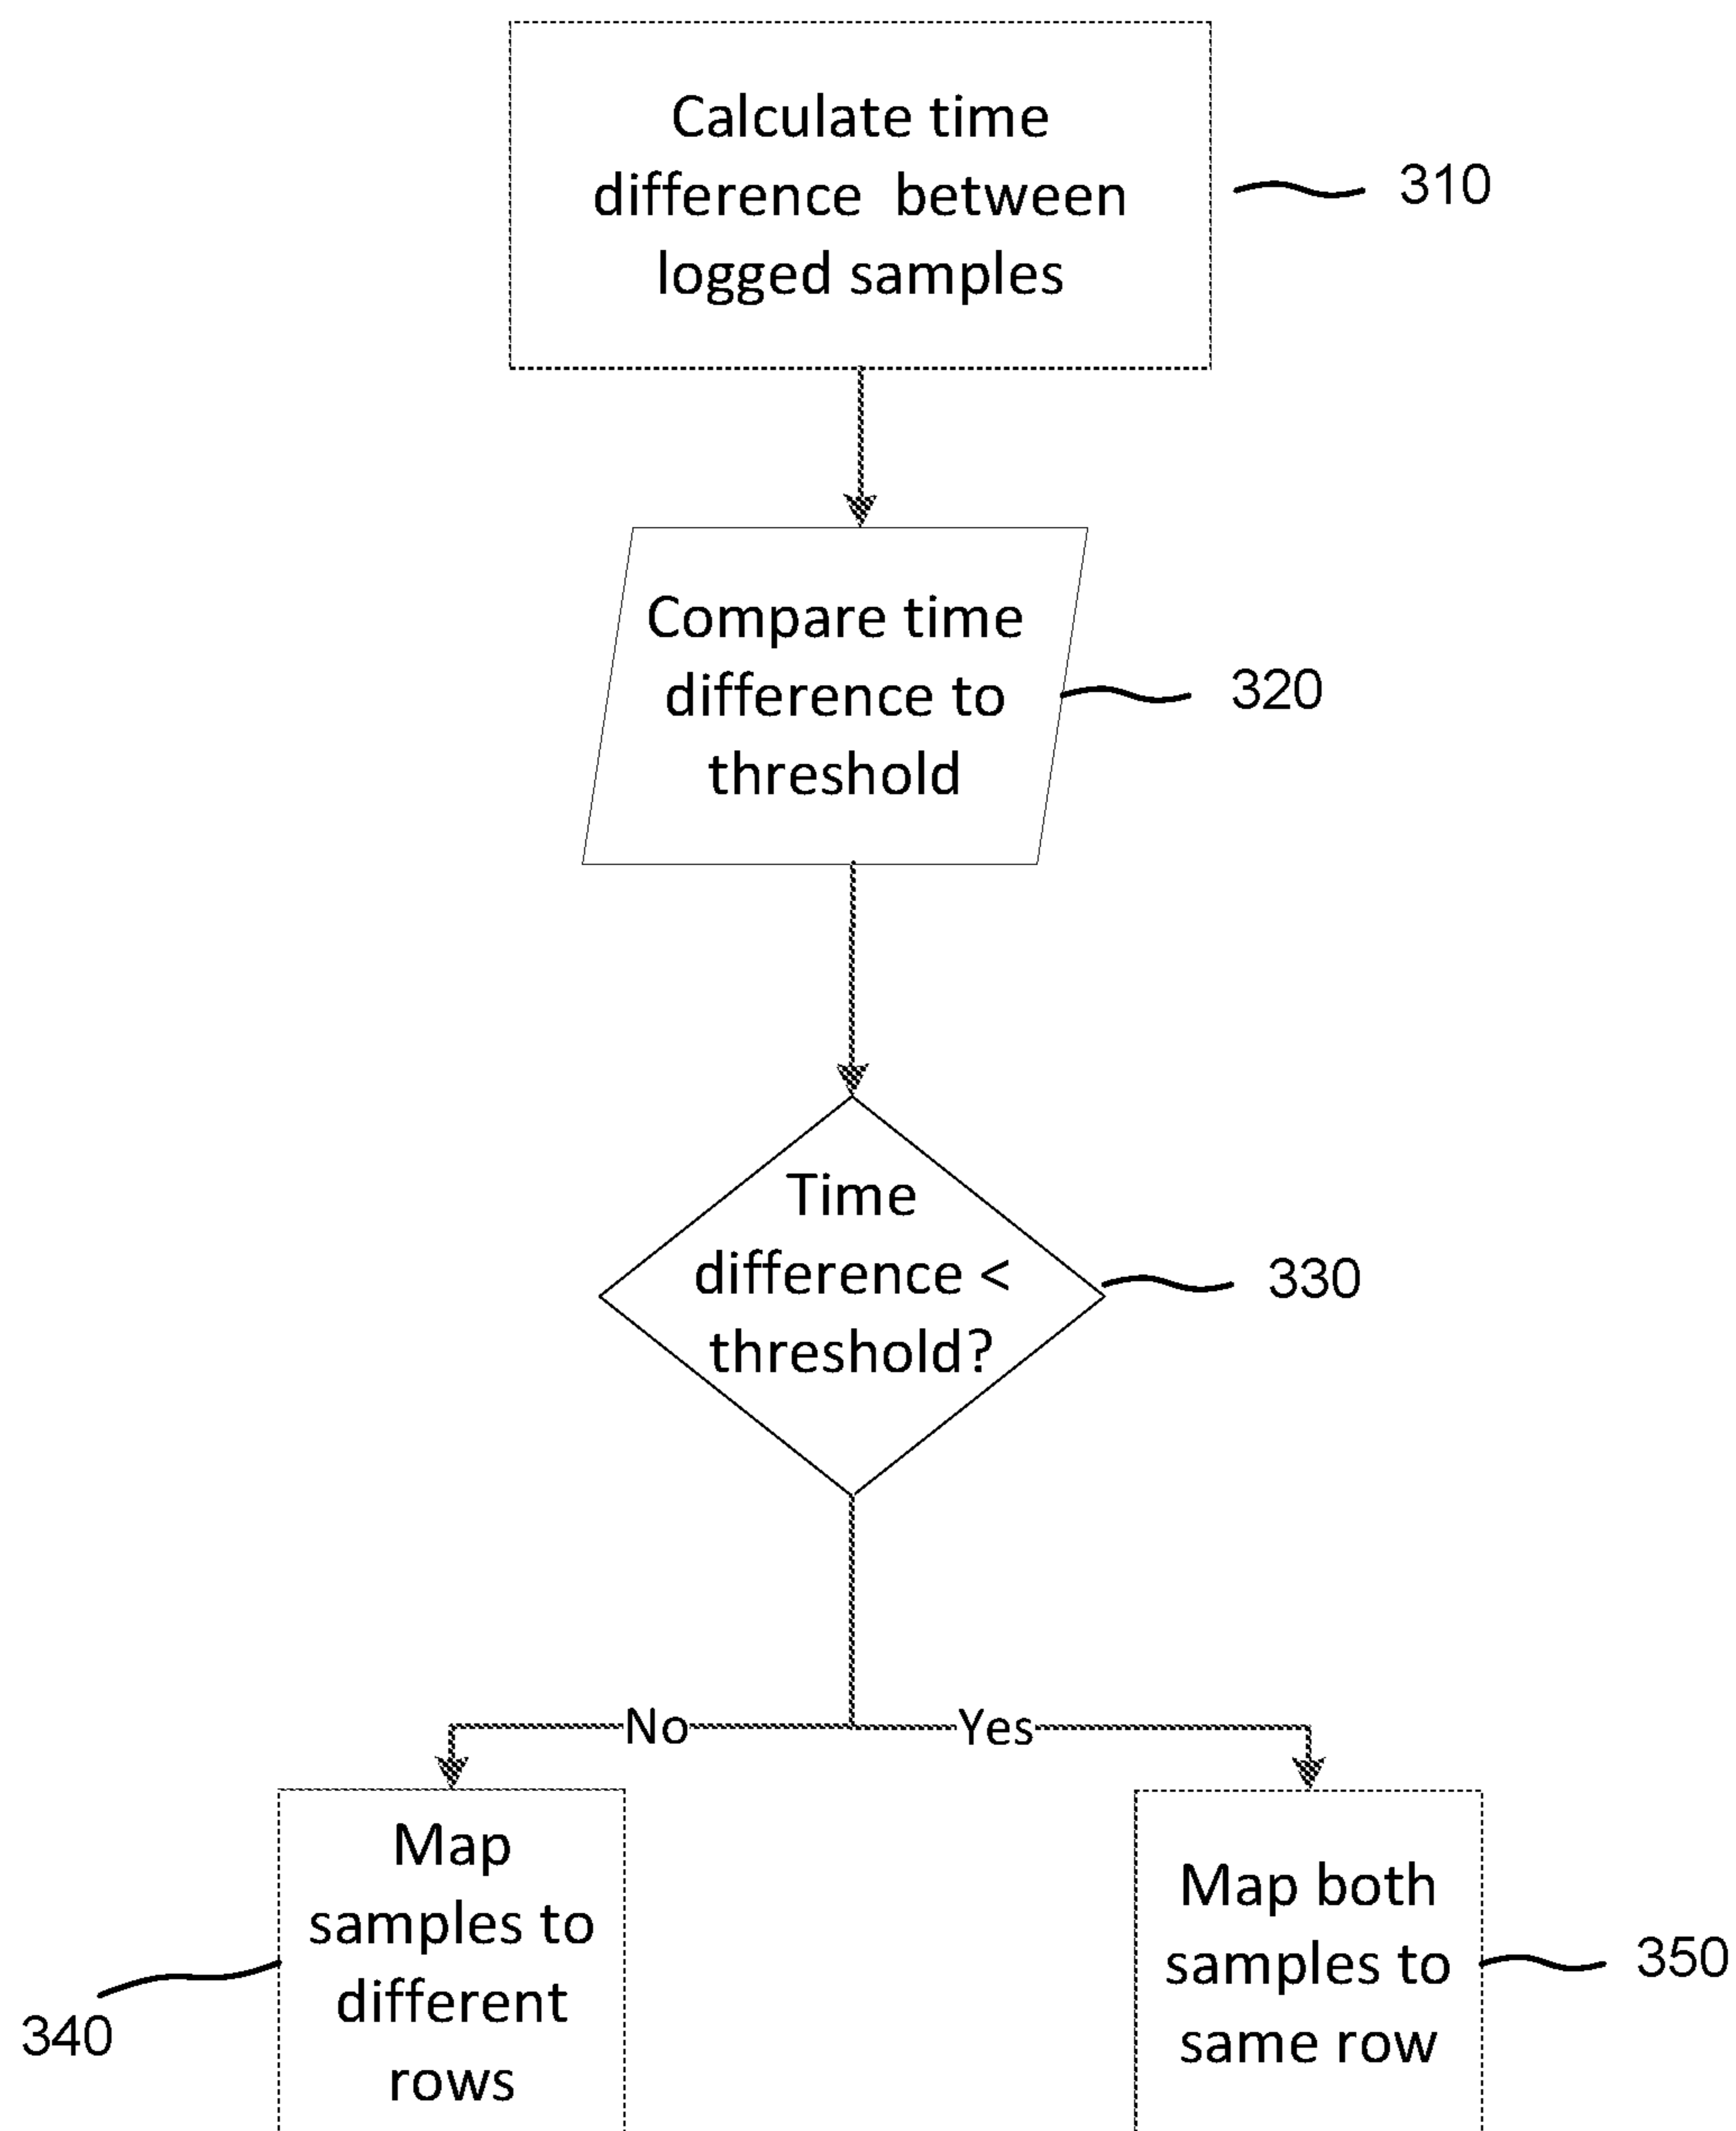 Calculate time
difference between
logged samples
310
Compare time
difference to
threshold
320
Time
difference <
threshold?
330
No
Yes
Map
samples to
different
rows
340
Map both
samples to
same row
350